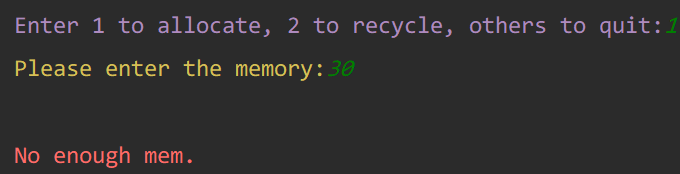 Enter 1 to allocate, 2 to recycle, others to quit:1
Please enter the memory:30
No enough mem.